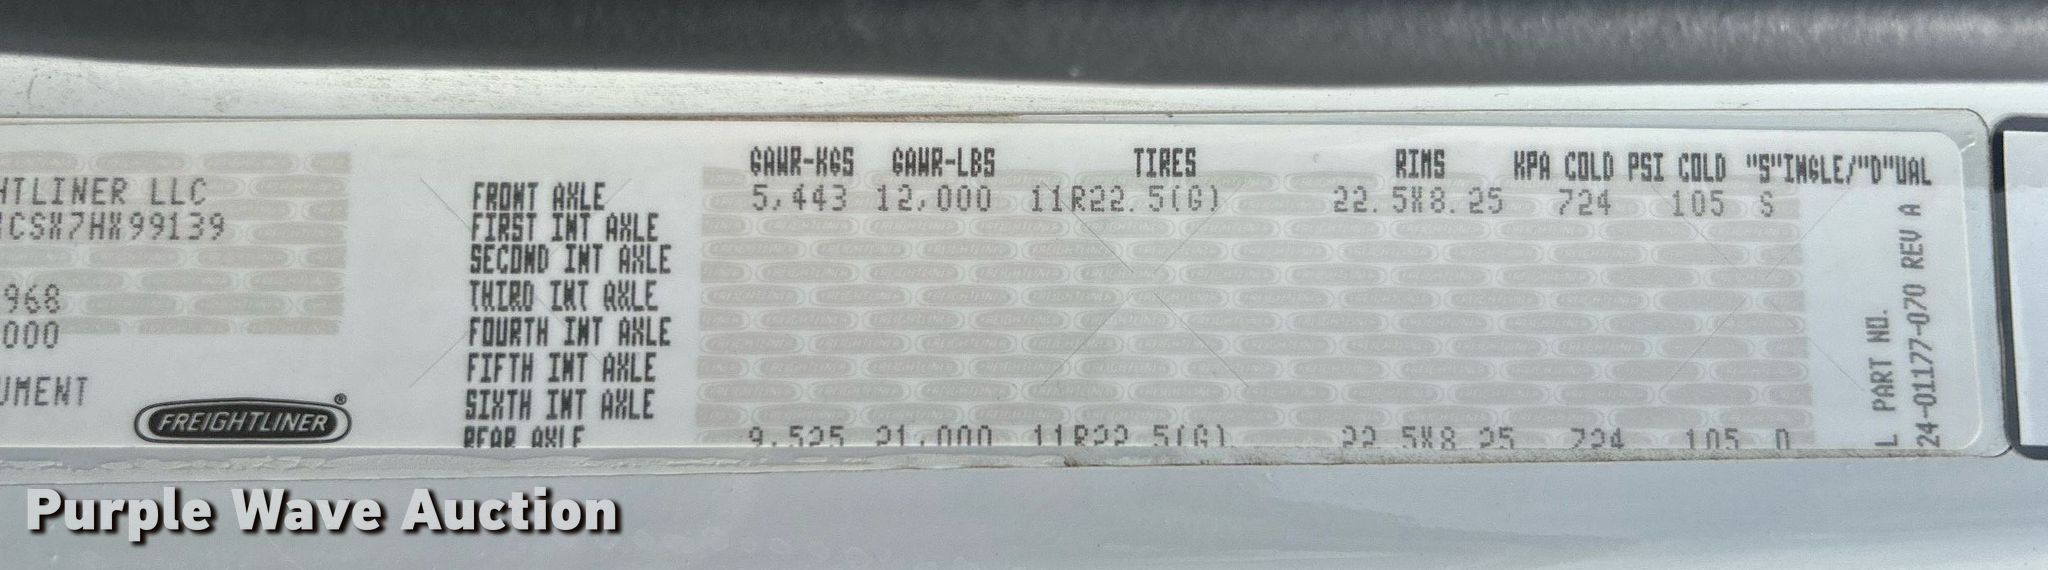 HTLINER LLC
CSX7HX99139
968
000
UMENT
FREIGHTLINER®
GAWR-KGS GAWR-LBS TIRES RIMS KPA COLD PSI COLD "S"INGLE/"D"UAL
FRONT AXLE 5,443 12,000 11R22.5(G) 22.5X8.25 724 105 S
FIRST INT AXLE
SECOND INT AXLE
THIRD INT AXLE
FOURTH INT AXLE
FIFTH INT AXLE
SIXTH INT AXLE
REAR AXLE 9,525 21,000 11R22.5(G) 22.5X8.25 724 105 D
L PART NO.
24-01177-070 REV A
Purple Wave Auction